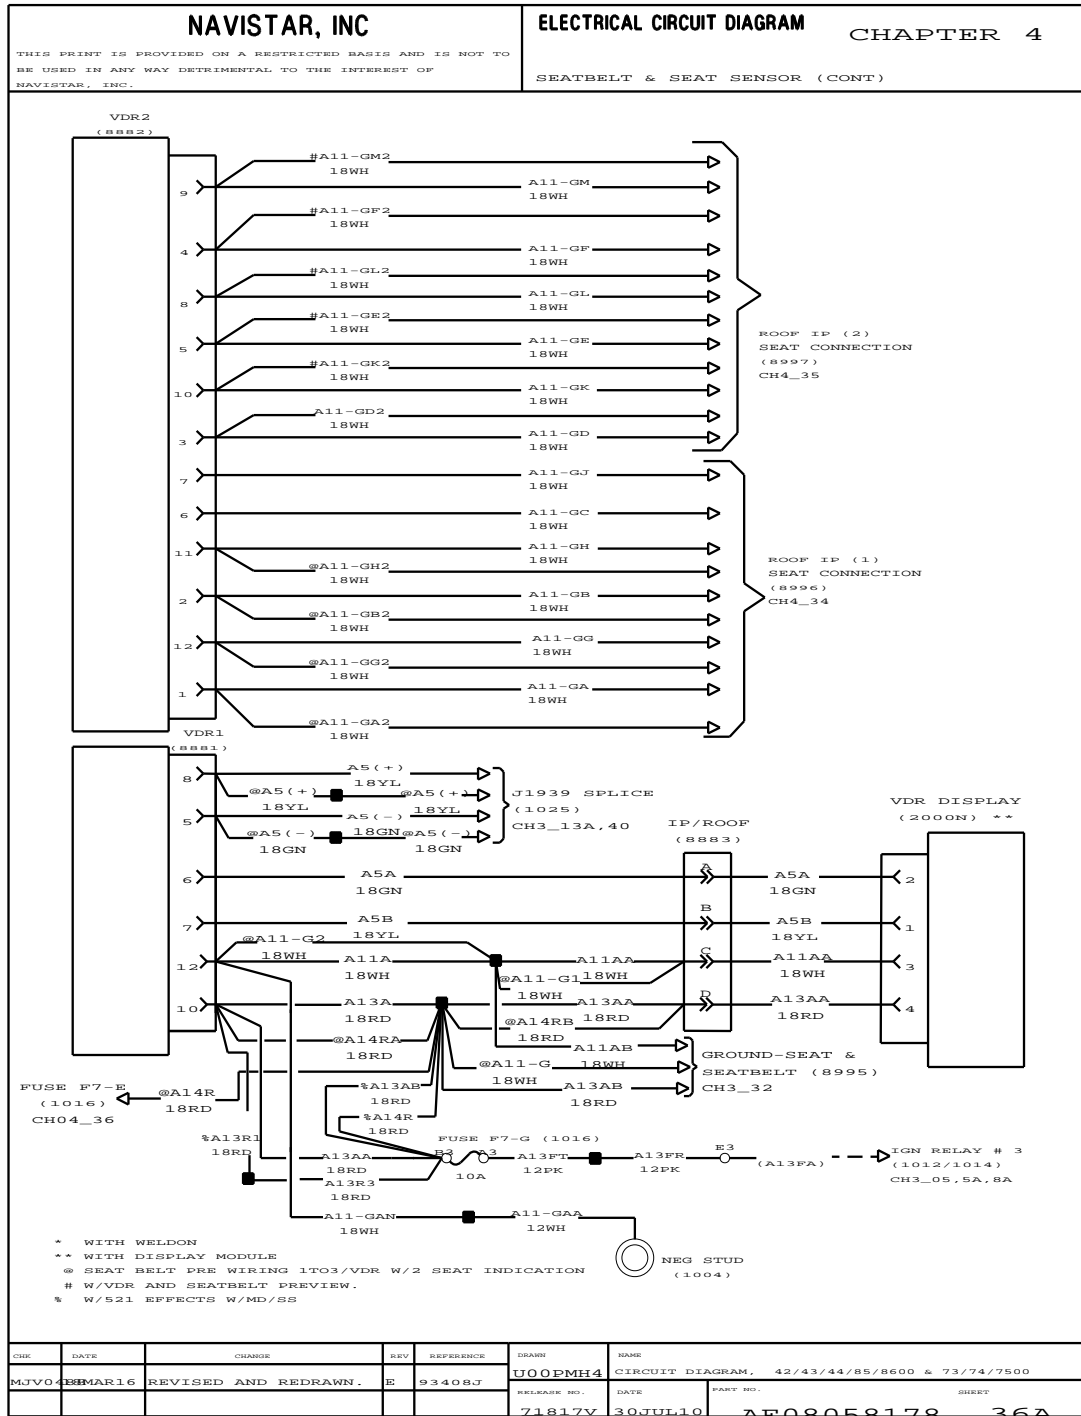 NAVISTAR, INC
THIS PRINT IS PROVIDED ON A RESTRICTED BASIS AND IS NOT TO
BE USED IN ANY WAY DETRIMENTAL TO THE INTEREST OF
NAVISTAR, INC.
ELECTRICAL CIRCUIT DIAGRAM
CHAPTER 4
SEATBELT & SEAT SENSOR (CONT)
VDR2
(8882)
#A11-GM2
18WH
9
A11-GM
18WH
#A11-GF2
18WH
4
A11-GF
18WH
#A11-GL2
18WH
8
A11-GL
18WH
#A11-GE2
18WH
5
A11-GE
18WH
#A11-GK2
18WH
10
A11-GK
18WH
A11-GD2
18WH
3
A11-GD
18WH
ROOF IP (2)
SEAT CONNECTION
(8997)
CH4_35
7
A11-GJ
18WH
6
A11-GC
18WH
11
A11-GH
18WH
@A11-GH2
18WH
2
A11-GB
18WH
@A11-GB2
18WH
12
A11-GG
18WH
@A11-GG2
18WH
1
A11-GA
18WH
@A11-GA2
18WH
ROOF IP (1)
SEAT CONNECTION
(8996)
CH4_34
VDR1
(8881)
8
A5(+)
18YL
@A5(+)
18YL
@A5(+)
18YL
5
A5(-)
18GN
@A5(-)
18GN
@A5(-)
18GN
J1939 SPLICE
(1025)
CH3_13A,40
IP/ROOF
(8883)
VDR DISPLAY
(2000N) **
6
A5A
18GN
A
A5A
18GN
2
7
A5B
18YL
B
A5B
18YL
1
@A11-G2
18WH
12
A11A
18WH
A11AA
18WH
C
A11AA
18WH
3
@A11-G1
18WH
10
A13A
18RD
A13AA
18RD
D
A13AA
18RD
4
@A14RB
18RD
@A14RA
18RD
A11AB
18WH
@A11-G
18WH
A13AB
18RD
GROUND-SEAT &
SEATBELT (8995)
CH3_32
FUSE F7-E
(1016)
CH04_36
@A14R
18RD
%A13AB
18RD
%A14R
18RD
%A13R1
18RD
FUSE F7-G (1016)
A13AA
18RD
B3
A3
10A
A13FT
12PK
A13FR
12PK
E3
(A13FA)
IGN RELAY # 3
(1012/1014)
CH3_05,5A,8A
A13R3
18RD
A11-GAN
18WH
A11-GAA
12WH
NEG STUD
(1004)
* WITH WELDON
** WITH DISPLAY MODULE
@ SEAT BELT PRE WIRING 1TO3/VDR W/2 SEAT INDICATION
# W/VDR AND SEATBELT PREVIEW.
% W/521 EFFECTS W/MD/SS
CHK DATE CHANGE REV REFERENCE
REVISED AND REDRAWN. E 93408J
DRAWN
U00PMH4
NAME
CIRCUIT DIAGRAM, 42/43/44/85/8600 & 73/74/7500
RELEASE NO.
71817V
DATE
30JUL10
PART NO.
AF08058178
SHEET
36A